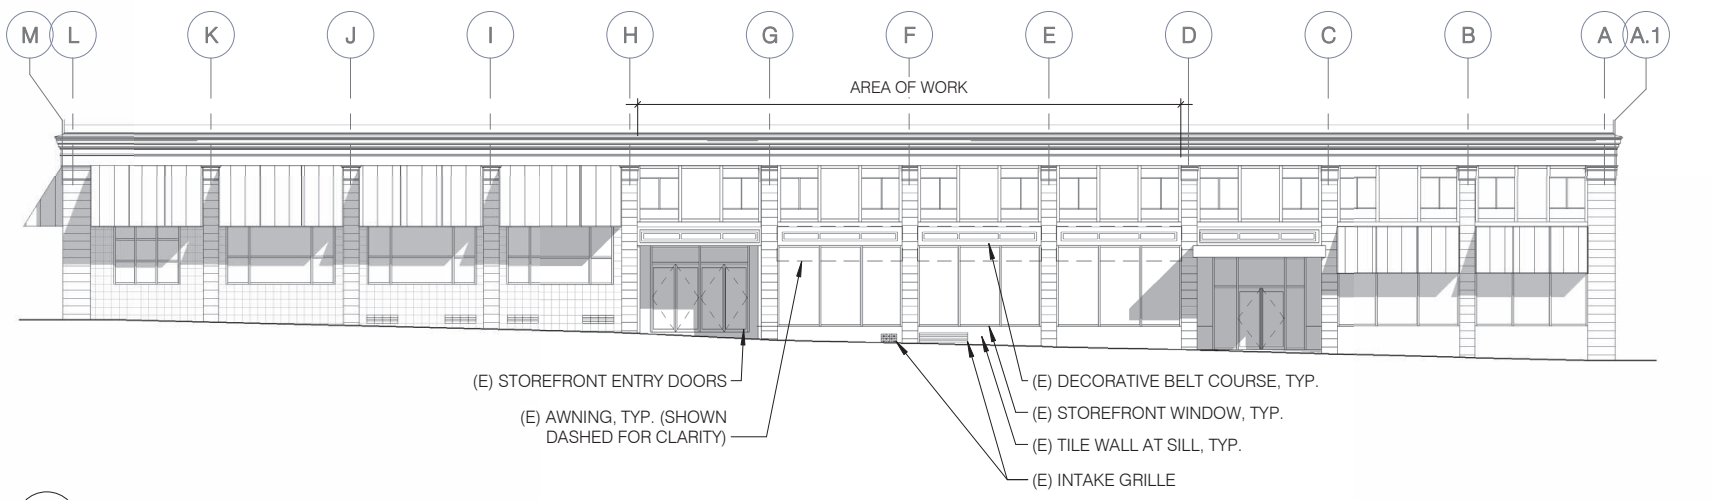 M L K J I H G F E D C B A A.1
AREA OF WORK
(E) STOREFRONT ENTRY DOORS
(E) AWNING, TYP. (SHOWN
DASHED FOR CLARITY)
(E) DECORATIVE BELT COURSE, TYP.
(E) STOREFRONT WINDOW, TYP.
(E) TILE WALL AT SILL, TYP.
(E) INTAKE GRILLE